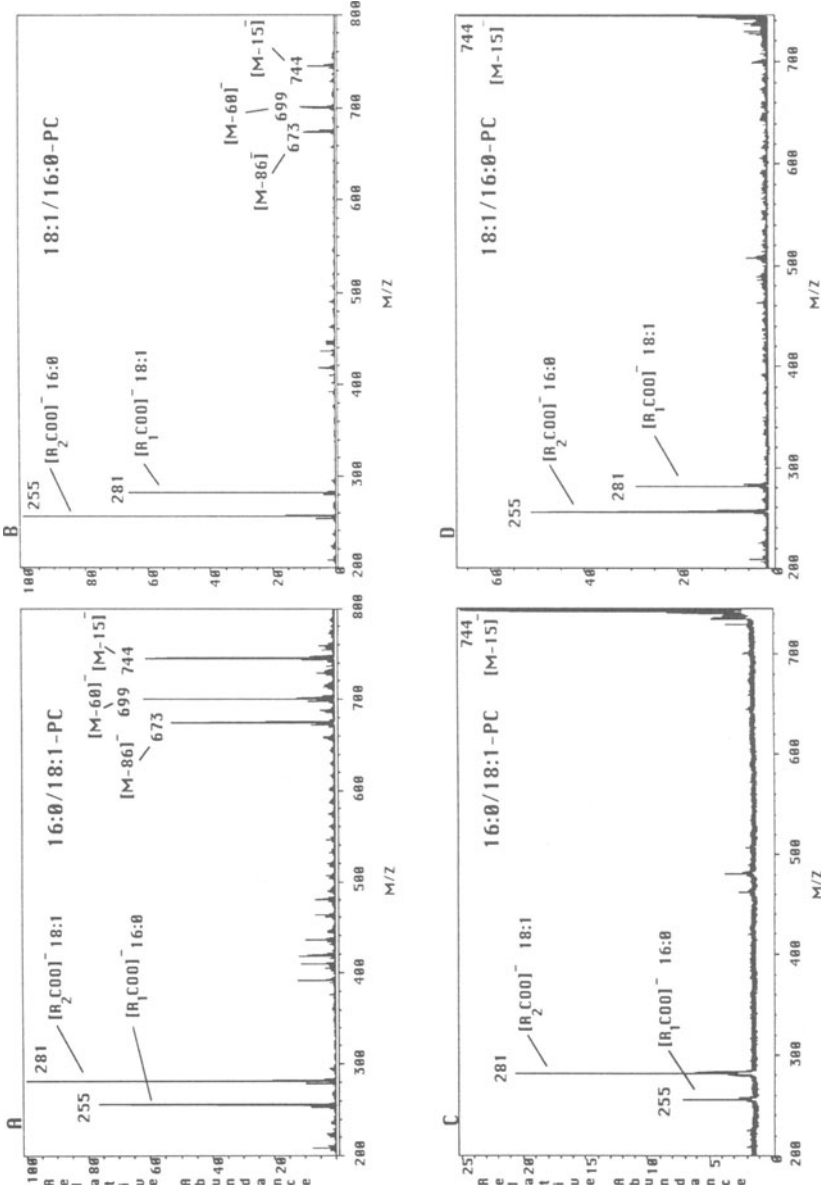 A
16:0/18:1-PC
Relative Abundance
100
80
60
40
20
0
281
[R2COO]⁻ 18:1
255
[R1COO]⁻ 16:0
[M-86]⁻
673
[M-60]⁻
699
[M-15]⁻
744
200 300 400 500 600 700 800
M/Z
B
18:1/16:0-PC
100
80
60
40
20
0
255
[R2COO]⁻ 16:0
281
[R1COO]⁻ 18:1
[M-86]⁻
673
[M-60]⁻
699
[M-15]⁻
744
200 300 400 500 600 700 800
M/Z
C
16:0/18:1-PC
744⁻
[M-15]⁻
Relative Abundance
25
20
15
10
5
0
281
[R2COO]⁻ 18:1
255
[R1COO]⁻ 16:0
200 300 400 500 600 700
M/Z
D
18:1/16:0-PC
744
[M-15]⁻
60
40
20
0
255
[R2COO]⁻ 16:0
281
[R1COO]⁻ 18:1
200 300 500 600 700
M/Z